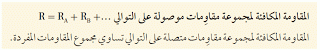 المقاومة المكافئة لمجموعة مقاومات موصولة على التوالي R = R_A + R_B + ...
المقاومة المكافئة لمجموعة مقاومات متصلة على التوالي تساوي مجموع المقاومات المفردة.